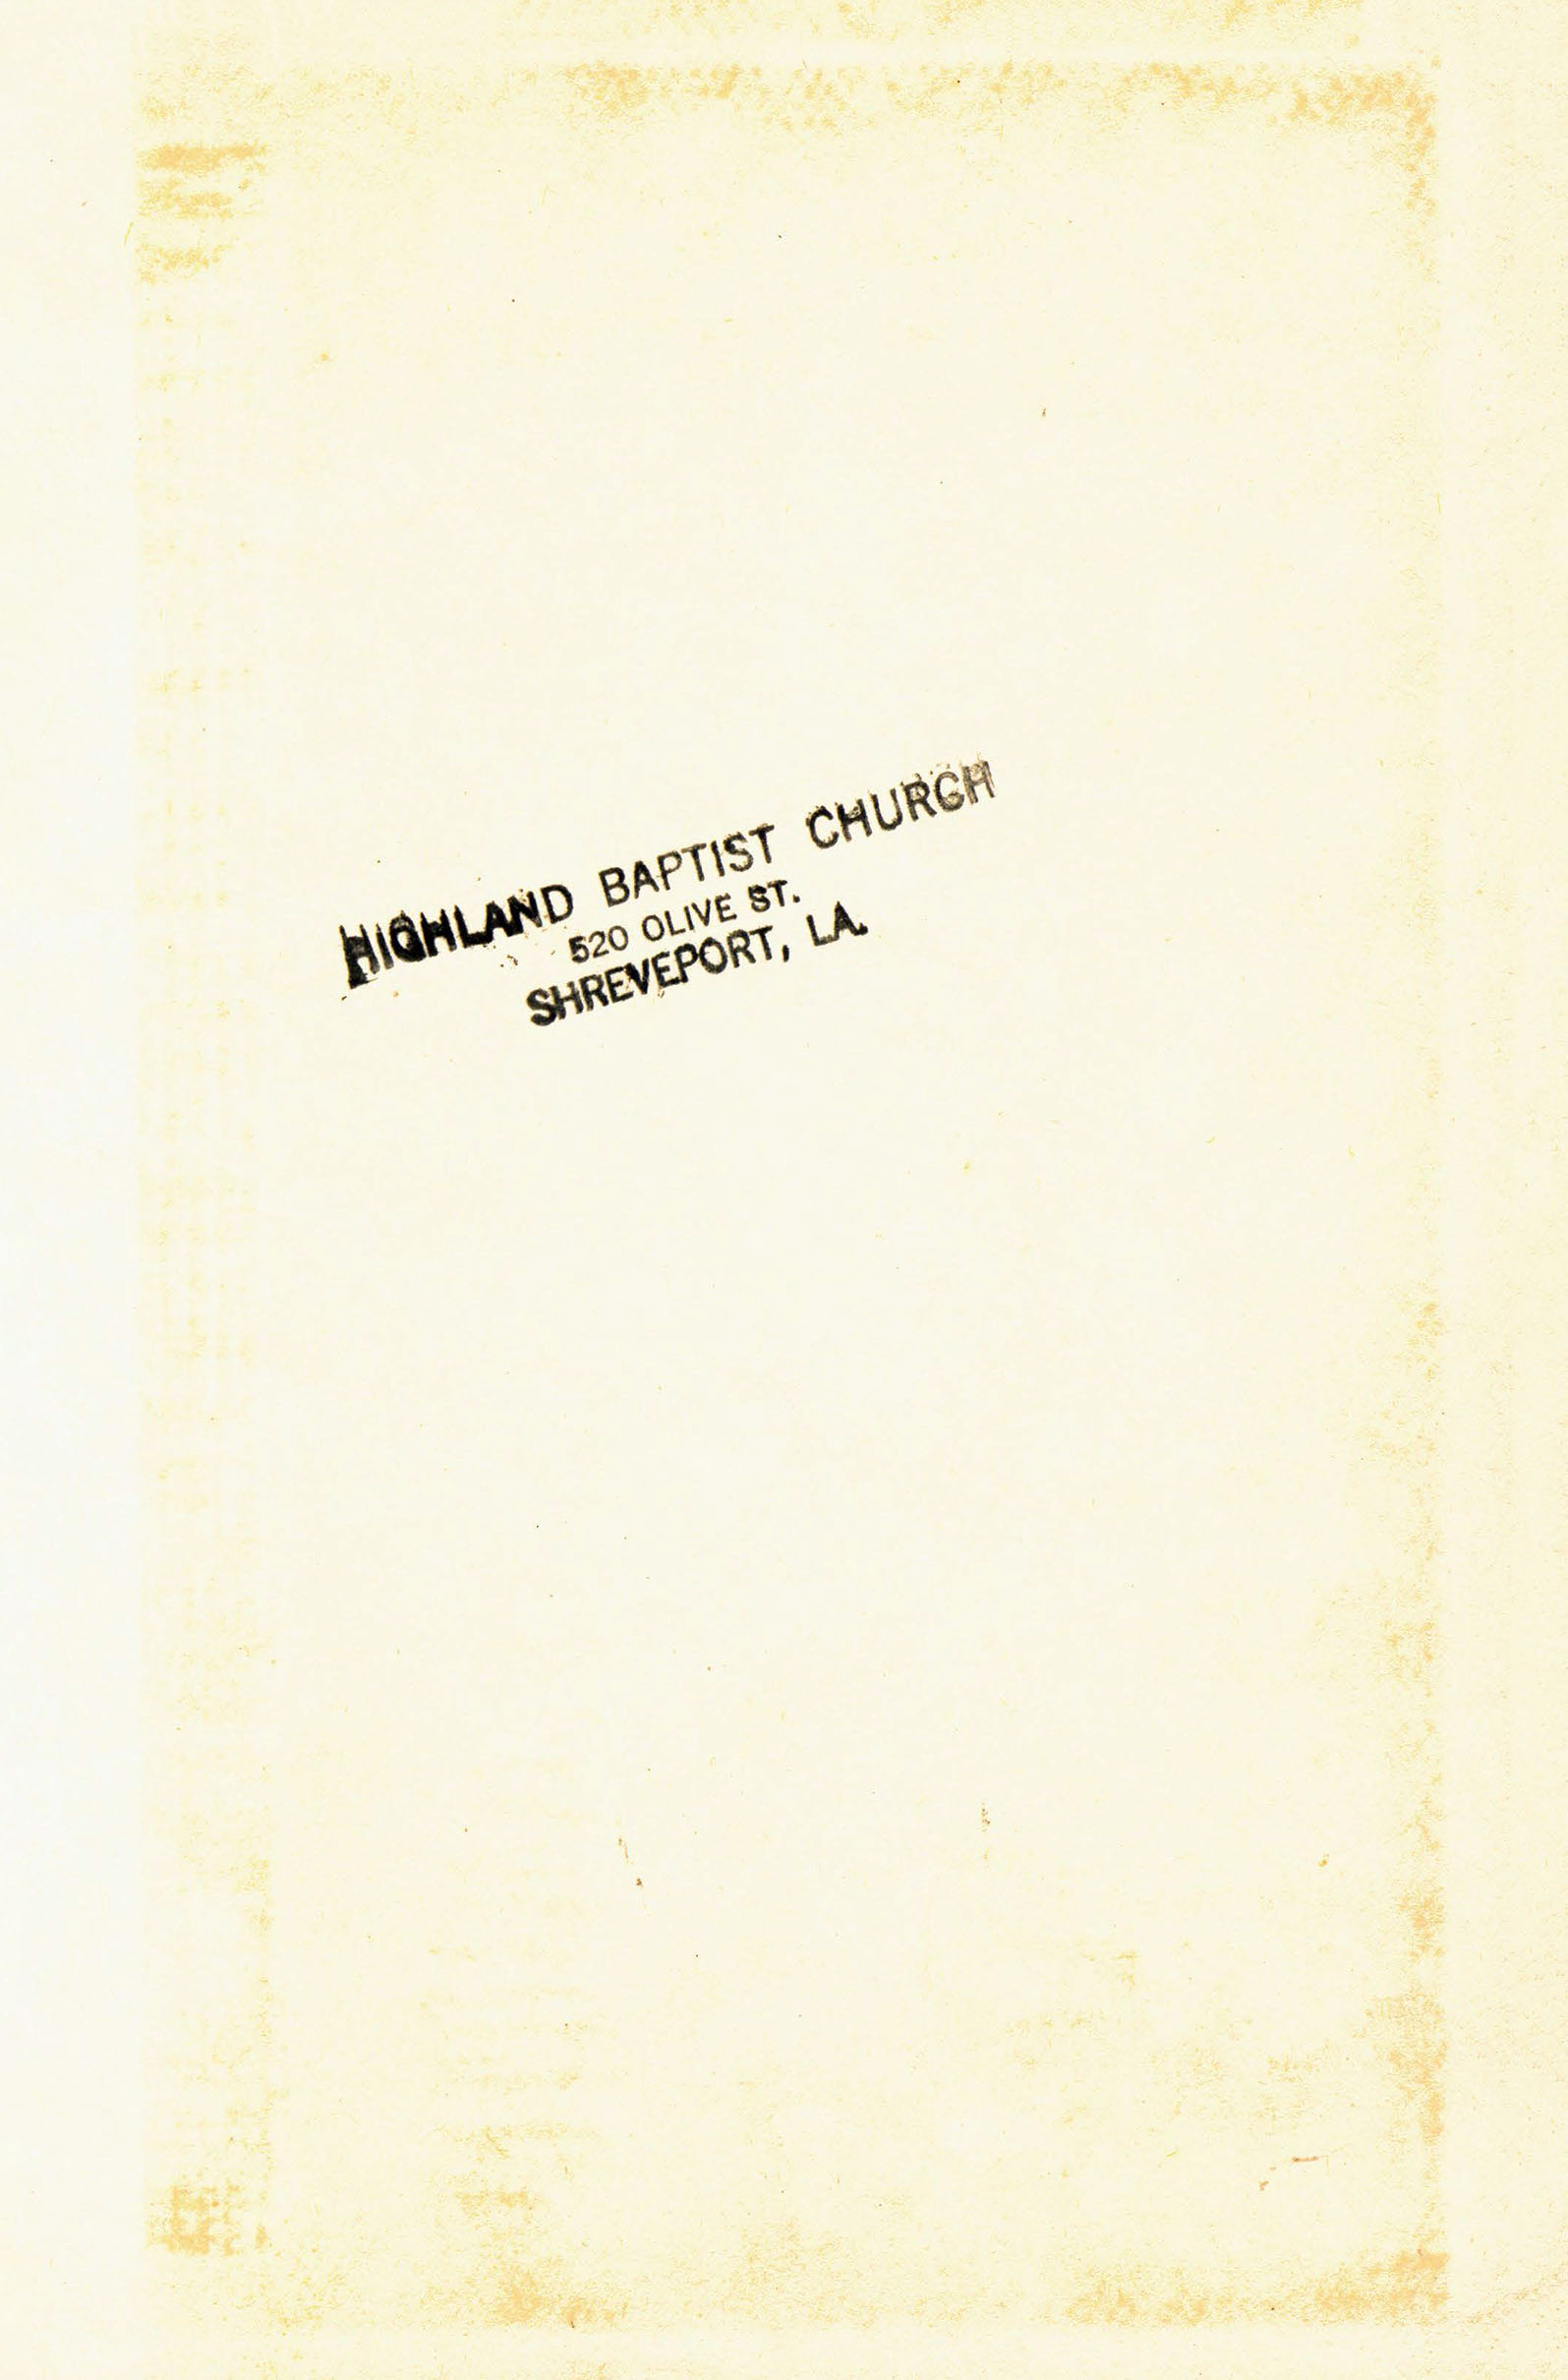 HIGHLAND BAPTIST CHURCH
520 OLIVE ST.
SHREVEPORT, LA.